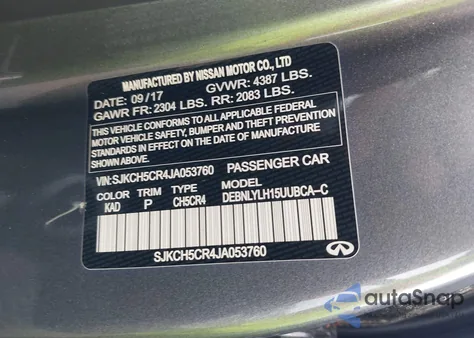 MANUFACTURED BY NISSAN MOTOR CO., LTD
DATE: 09/17 GVWR: 4387 LBS.
GAWR FR: 2304 LBS. RR: 2083 LBS.
THIS VEHICLE CONFORMS TO ALL APPLICABLE FEDERAL
MOTOR VEHICLE SAFETY, BUMPER AND THEFT PREVENTION
STANDARDS IN EFFECT ON THE DATE OF MANUFACTURE
SHOWN ABOVE.
VIN: SJKCH5CR4JA053760 PASSENGER CAR
COLOR TRIM TYPE MODEL
KAD P CH5CR4 DEBNLYLH15UUBCA-C
SJKCH5CR4JA053760
autoSnap